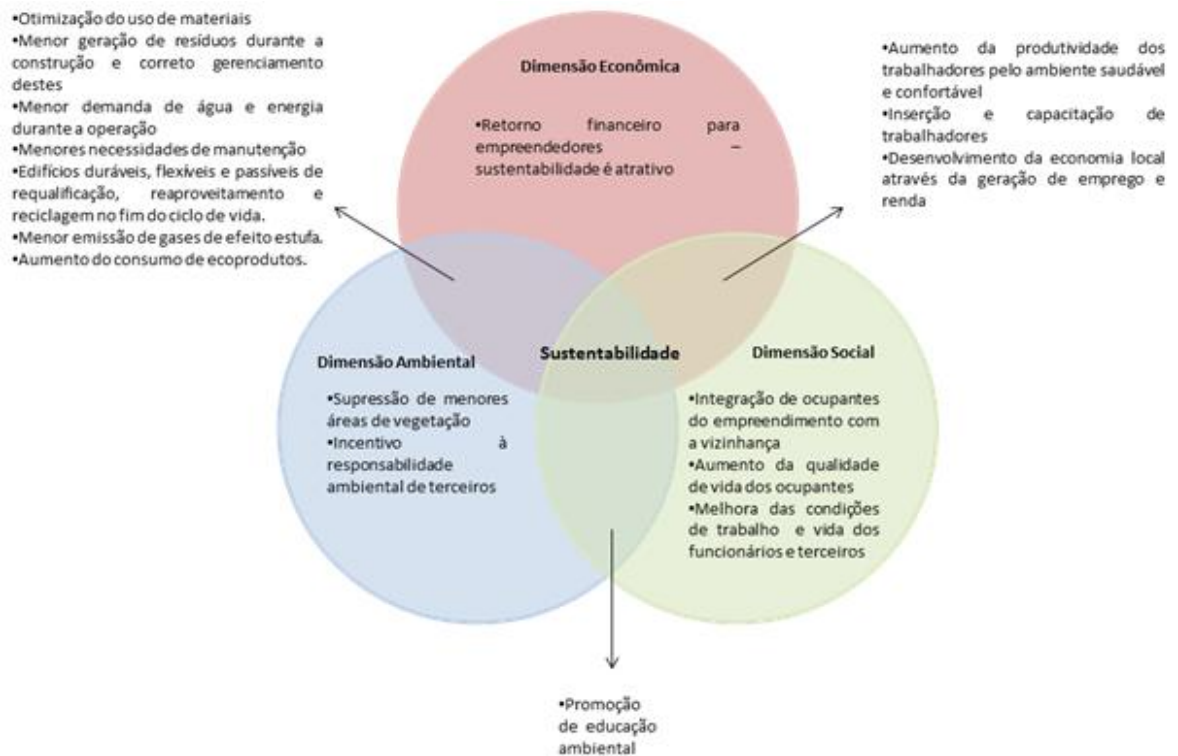 •Otimização do uso de materiais
•Menor geração de resíduos durante a
construção e correto gerenciamento
destes
•Menor demanda de água e energia
durante a operação
•Menores necessidades de manutenção
•Edifícios duráveis, flexíveis e passíveis de
requalificação, reaproveitamento e
reciclagem no fim do ciclo de vida.
•Menor emissão de gases de efeito estufa.
•Aumento do consumo de ecoprodutos.
Dimensão Econômica
•Retorno financeiro para
empreendedores –
sustentabilidade é atrativo
•Aumento da produtividade dos
trabalhadores pelo ambiente saudável
e confortável
•Inserção e capacitação de
trabalhadores
•Desenvolvimento da economia local
através da geração de emprego e
renda
Dimensão Ambiental
•Supressão de menores
áreas de vegetação
•Incentivo à
responsabilidade
ambiental de terceiros
Sustentabilidade
Dimensão Social
•Integração de ocupantes
do empreendimento com
a vizinhança
•Aumento da qualidade
de vida dos ocupantes
•Melhora das condições
de trabalho e vida dos
funcionários e terceiros
•Promoção
de educação
ambiental